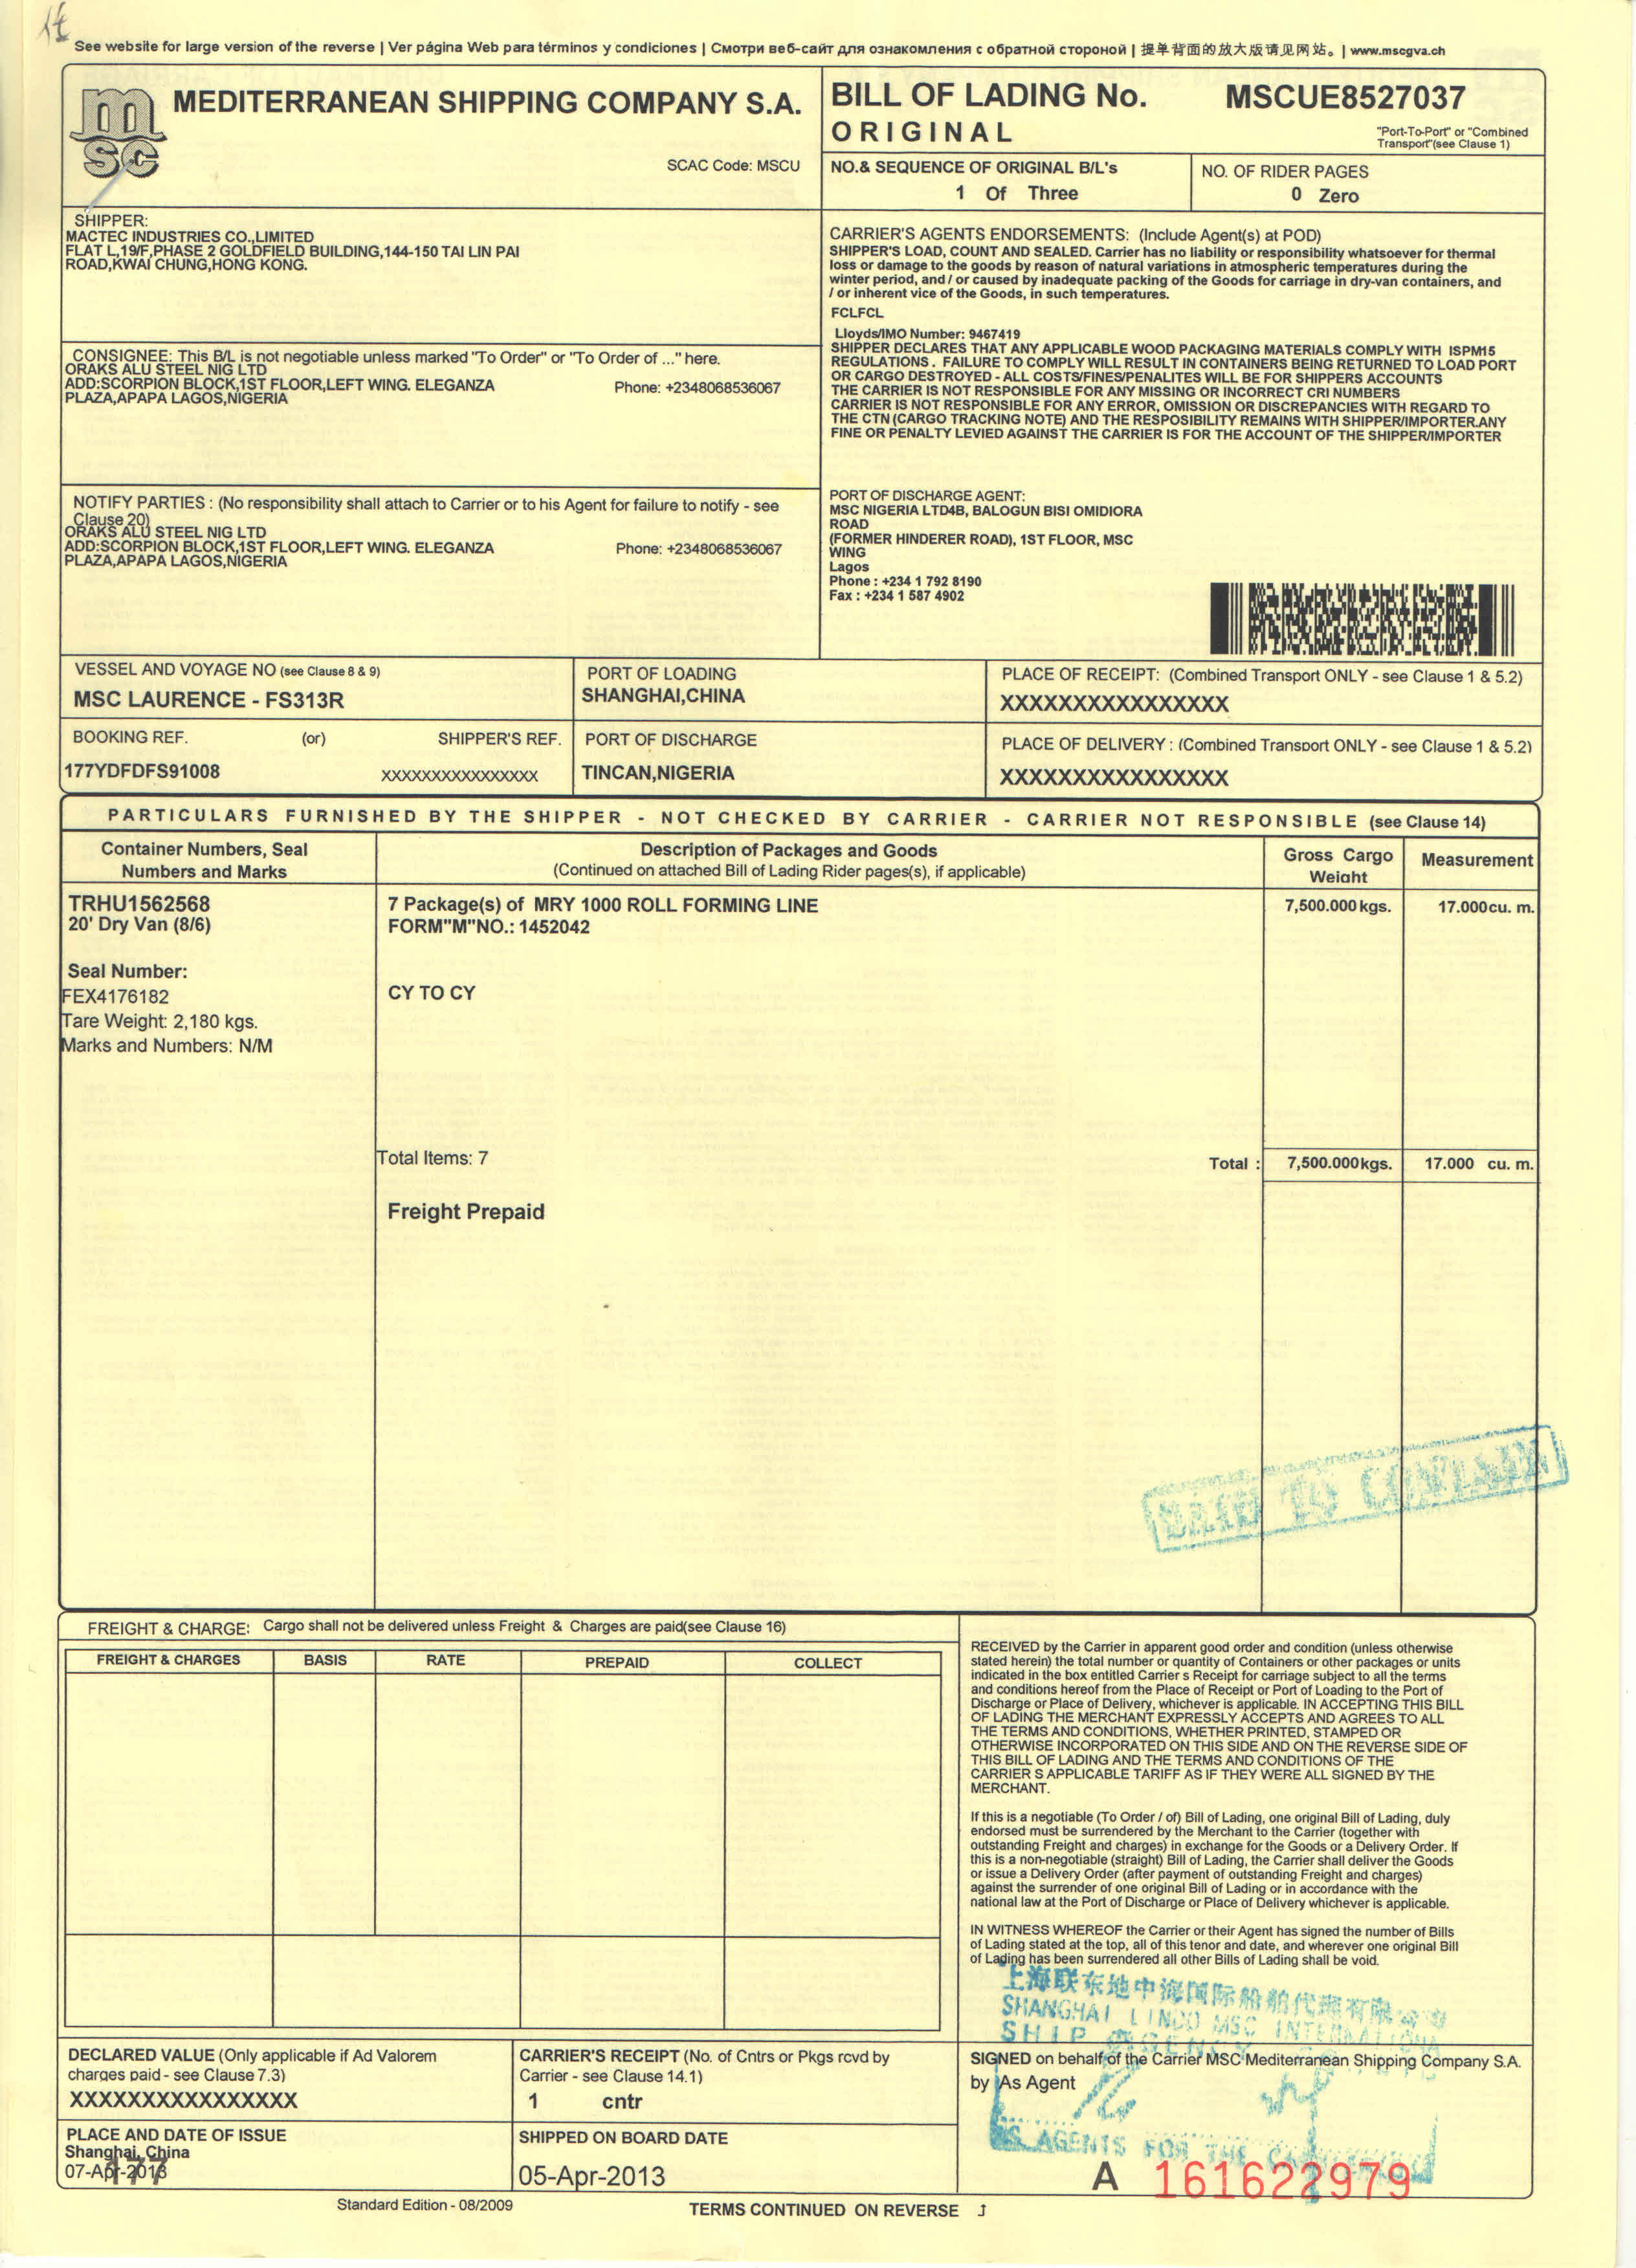 See website for large version of the reverse | Ver página Web para términos y condiciones | Смотри веб-сайт для ознакомления с обратной стороной | 提单背面的放大版请见网站。 | www.mscgva.ch
MSC
MEDITERRANEAN SHIPPING COMPANY S.A.
SCAC Code: MSCU
BILL OF LADING No. MSCUE8527037
ORIGINAL
"Port-To-Port" or "Combined
Transport"(see Clause 1)
NO.& SEQUENCE OF ORIGINAL B/L's
1 Of Three
NO. OF RIDER PAGES
0 Zero
SHIPPER:
MACTEC INDUSTRIES CO.,LIMITED
FLAT L,19/F,PHASE 2 GOLDFIELD BUILDING,144-150 TAI LIN PAI
ROAD,KWAI CHUNG,HONG KONG.
CONSIGNEE: This B/L is not negotiable unless marked "To Order" or "To Order of ..." here.
ORAKS ALU STEEL NIG LTD
ADD:SCORPION BLOCK,1ST FLOOR,LEFT WING. ELEGANZA Phone: +2348068536067
PLAZA,APAPA LAGOS,NIGERIA
NOTIFY PARTIES : (No responsibility shall attach to Carrier or to his Agent for failure to notify - see
Clause 20)
ORAKS ALU STEEL NIG LTD
ADD:SCORPION BLOCK,1ST FLOOR,LEFT WING. ELEGANZA Phone: +2348068536067
PLAZA,APAPA LAGOS,NIGERIA
CARRIER'S AGENTS ENDORSEMENTS: (Include Agent(s) at POD)
SHIPPER'S LOAD, COUNT AND SEALED. Carrier has no liability or responsibility whatsoever for thermal
loss or damage to the goods by reason of natural variations in atmospheric temperatures during the
winter period, and / or caused by inadequate packing of the Goods for carriage in dry-van containers, and
/ or inherent vice of the Goods, in such temperatures.
FCLFCL
Lloyds/IMO Number: 9467419
SHIPPER DECLARES THAT ANY APPLICABLE WOOD PACKAGING MATERIALS COMPLY WITH ISPM15
REGULATIONS . FAILURE TO COMPLY WILL RESULT IN CONTAINERS BEING RETURNED TO LOAD PORT
OR CARGO DESTROYED - ALL COSTS/FINES/PENALITES WILL BE FOR SHIPPERS ACCOUNTS
THE CARRIER IS NOT RESPONSIBLE FOR ANY MISSING OR INCORRECT CRI NUMBERS
CARRIER IS NOT RESPONSIBLE FOR ANY ERROR, OMISSION OR DISCREPANCIES WITH REGARD TO
THE CTN (CARGO TRACKING NOTE) AND THE RESPOSIBILITY REMAINS WITH SHIPPER/IMPORTER.ANY
FINE OR PENALTY LEVIED AGAINST THE CARRIER IS FOR THE ACCOUNT OF THE SHIPPER/IMPORTER
PORT OF DISCHARGE AGENT:
MSC NIGERIA LTD4B, BALOGUN BISI OMIDIORA
ROAD
(FORMER HINDERER ROAD), 1ST FLOOR, MSC
WING
Lagos
Phone : +234 1 792 8190
Fax : +234 1 587 4902
VESSEL AND VOYAGE NO (see Clause 8 & 9)
MSC LAURENCE - FS313R
PORT OF LOADING
SHANGHAI,CHINA
PLACE OF RECEIPT: (Combined Transport ONLY - see Clause 1 & 5.2)
XXXXXXXXXXXXXXXX
BOOKING REF. (or) SHIPPER'S REF.
177YDFDFS91008 XXXXXXXXXXXXXXXX
PORT OF DISCHARGE
TINCAN,NIGERIA
PLACE OF DELIVERY : (Combined Transport ONLY - see Clause 1 & 5.2)
XXXXXXXXXXXXXXXX
PARTICULARS FURNISHED BY THE SHIPPER - NOT CHECKED BY CARRIER - CARRIER NOT RESPONSIBLE (see Clause 14)
Container Numbers, Seal
Numbers and Marks
Description of Packages and Goods
(Continued on attached Bill of Lading Rider pages(s), if applicable)
Gross Cargo
Weight
Measurement
TRHU1562568
20' Dry Van (8/6)
7 Package(s) of MRY 1000 ROLL FORMING LINE
FORM"M"NO.: 1452042
7,500.000 kgs.
17.000cu. m.
Seal Number:
FEX4176182
Tare Weight: 2,180 kgs.
Marks and Numbers: N/M
CY TO CY
Total Items: 7
Total : 7,500.000kgs. 17.000 cu. m.
Freight Prepaid
FREIGHT & CHARGE: Cargo shall not be delivered unless Freight & Charges are paid(see Clause 16)
FREIGHT & CHARGES BASIS RATE PREPAID COLLECT
RECEIVED by the Carrier in apparent good order and condition (unless otherwise
stated herein) the total number or quantity of Containers or other packages or units
indicated in the box entitled Carrier s Receipt for carriage subject to all the terms
and conditions hereof from the Place of Receipt or Port of Loading to the Port of
Discharge or Place of Delivery, whichever is applicable. IN ACCEPTING THIS BILL
OF LADING THE MERCHANT EXPRESSLY ACCEPTS AND AGREES TO ALL
THE TERMS AND CONDITIONS, WHETHER PRINTED, STAMPED OR
OTHERWISE INCORPORATED ON THIS SIDE AND ON THE REVERSE SIDE OF
THIS BILL OF LADING AND THE TERMS AND CONDITIONS OF THE
CARRIER S APPLICABLE TARIFF AS IF THEY WERE ALL SIGNED BY THE
MERCHANT.
If this is a negotiable (To Order / of) Bill of Lading, one original Bill of Lading, duly
endorsed must be surrendered by the Merchant to the Carrier (together with
outstanding Freight and charges) in exchange for the Goods or a Delivery Order. If
this is a non-negotiable (straight) Bill of Lading, the Carrier shall deliver the Goods
or issue a Delivery Order (after payment of outstanding Freight and charges)
against the surrender of one original Bill of Lading or in accordance with the
national law at the Port of Discharge or Place of Delivery whichever is applicable.
IN WITNESS WHEREOF the Carrier or their Agent has signed the number of Bills
of Lading stated at the top, all of this tenor and date, and wherever one original Bill
of Lading has been surrendered all other Bills of Lading shall be void.
上海联东地中海国际船舶代理有限
SHANGHAI LINDO MSC INTERNATIONA
SHIP AGENCY
DECLARED VALUE (Only applicable if Ad Valorem
charges paid - see Clause 7.3)
XXXXXXXXXXXXXXXX
CARRIER'S RECEIPT (No. of Cntrs or Pkgs rcvd by
Carrier - see Clause 14.1)
1 cntr
SIGNED on behalf of the Carrier MSC Mediterranean Shipping Company S.A.
by As Agent
AS AGENTS FOR THE
PLACE AND DATE OF ISSUE
Shanghai, China
07-Apr-2013
177
SHIPPED ON BOARD DATE
05-Apr-2013
A 161622979
Standard Edition - 08/2009
TERMS CONTINUED ON REVERSE